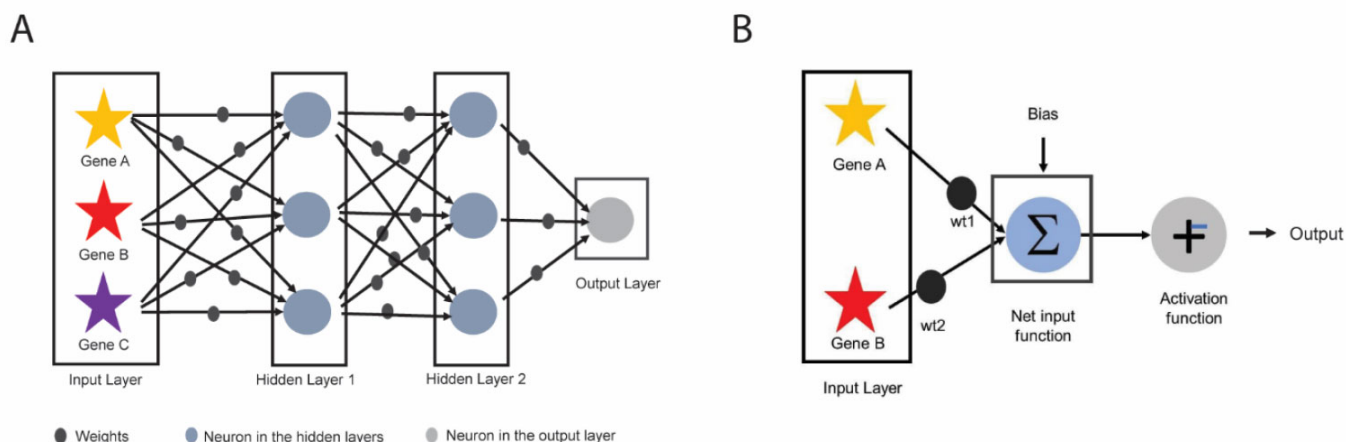 A
Gene A
Gene B
Gene C
Input Layer
Hidden Layer 1
Hidden Layer 2
Output Layer
Weights
Neuron in the hidden layers
Neuron in the output layer
B
Gene A
Gene B
Input Layer
wt1
wt2
Bias
Σ
Net input
function
+
Activation
function
Output